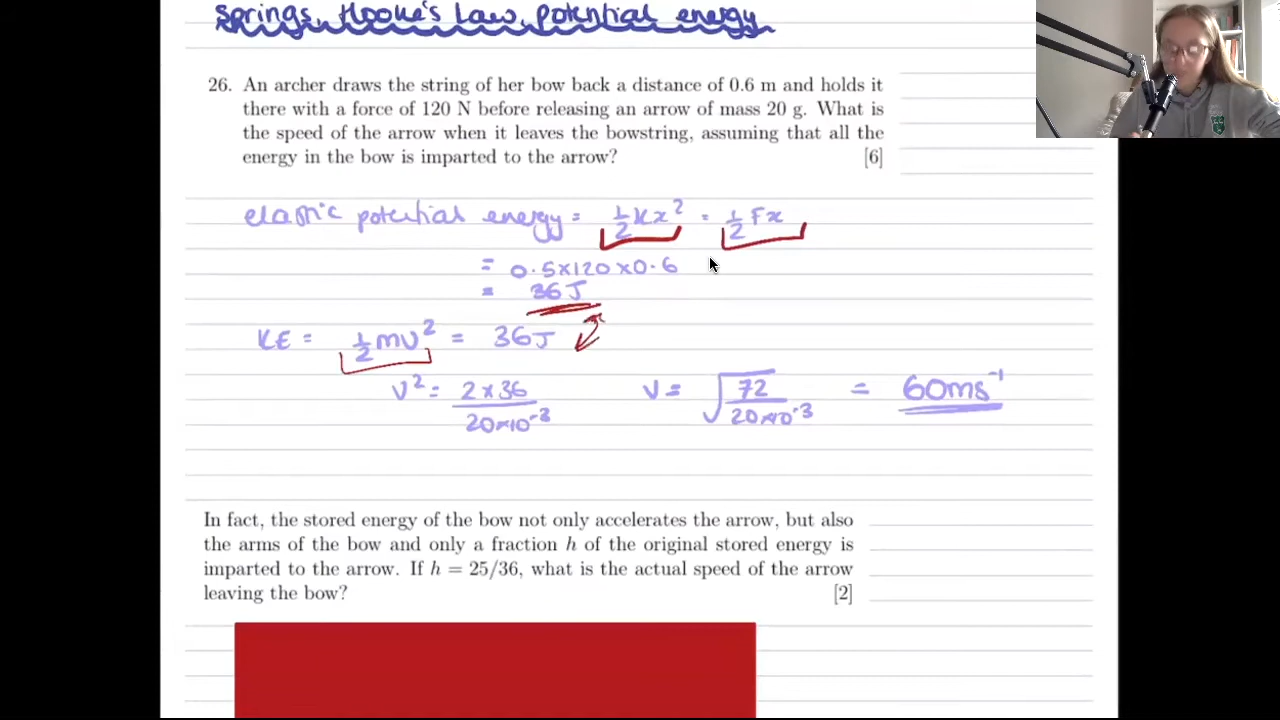 Springs, Hooke's Law, potential energy
26. An archer draws the string of her bow back a distance of 0.6 m and holds it
there with a force of 120 N before releasing an arrow of mass 20 g. What is
the speed of the arrow when it leaves the bowstring, assuming that all the
energy in the bow is imparted to the arrow? [6]
elastic potential energy = ½kx² = ½Fx
= 0.5×120×0.6
= 36J
KE = ½mv² = 36J
v² = 2×36 / 20×10⁻³ v = √72 / 20×10⁻³ = 60ms⁻¹
In fact, the stored energy of the bow not only accelerates the arrow, but also
the arms of the bow and only a fraction h of the original stored energy is
imparted to the arrow. If h = 25/36, what is the actual speed of the arrow
leaving the bow? [2]